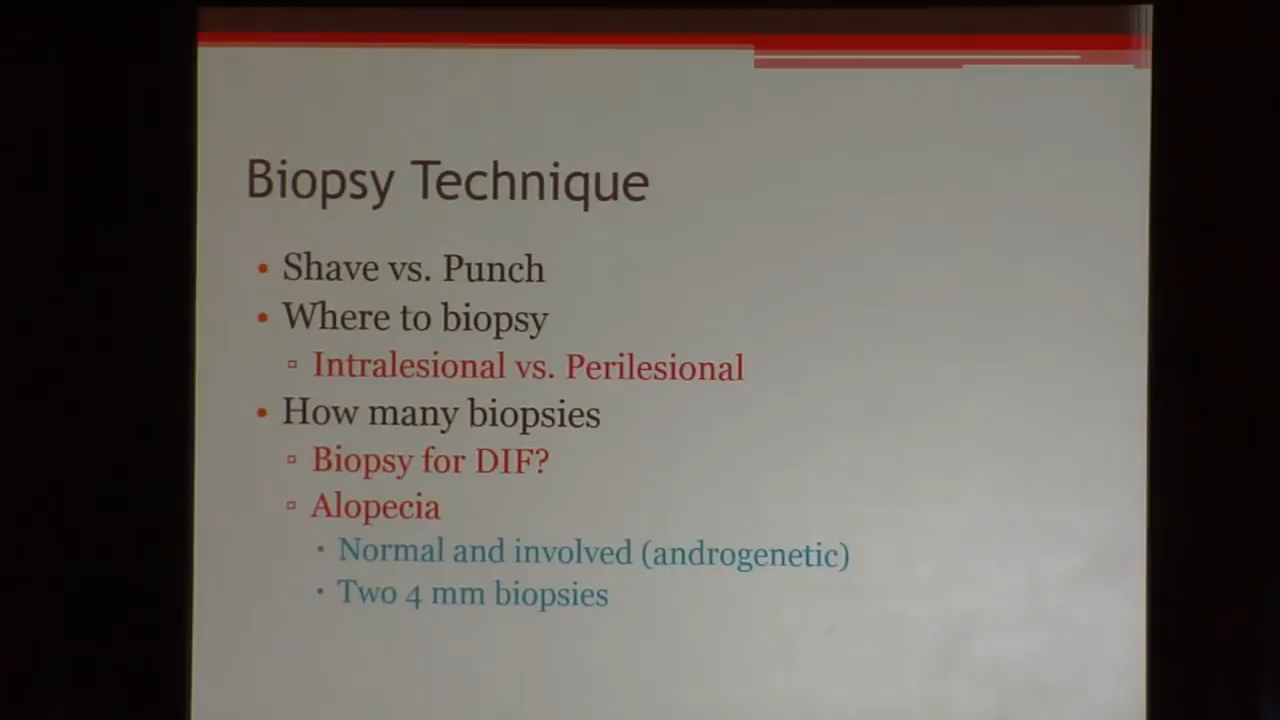 Biopsy Technique
• Shave vs. Punch
• Where to biopsy
▫ Intralesional vs. Perilesional
• How many biopsies
▫ Biopsy for DIF?
▫ Alopecia
▪ Normal and involved (androgenetic)
▪ Two 4 mm biopsies